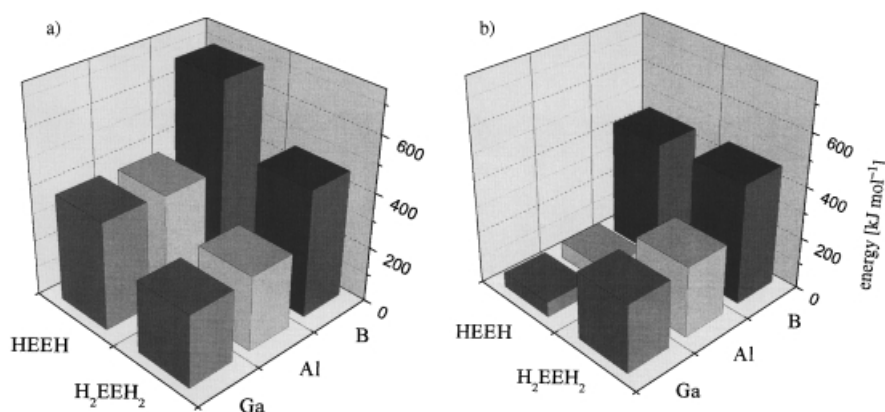 a)
600
400
200
0
HEEH
H₂EEH₂
Ga
Al
B
b)
600
400
200
0
energy [kJ mol⁻¹]
HEEH
H₂EEH₂
Ga
Al
B